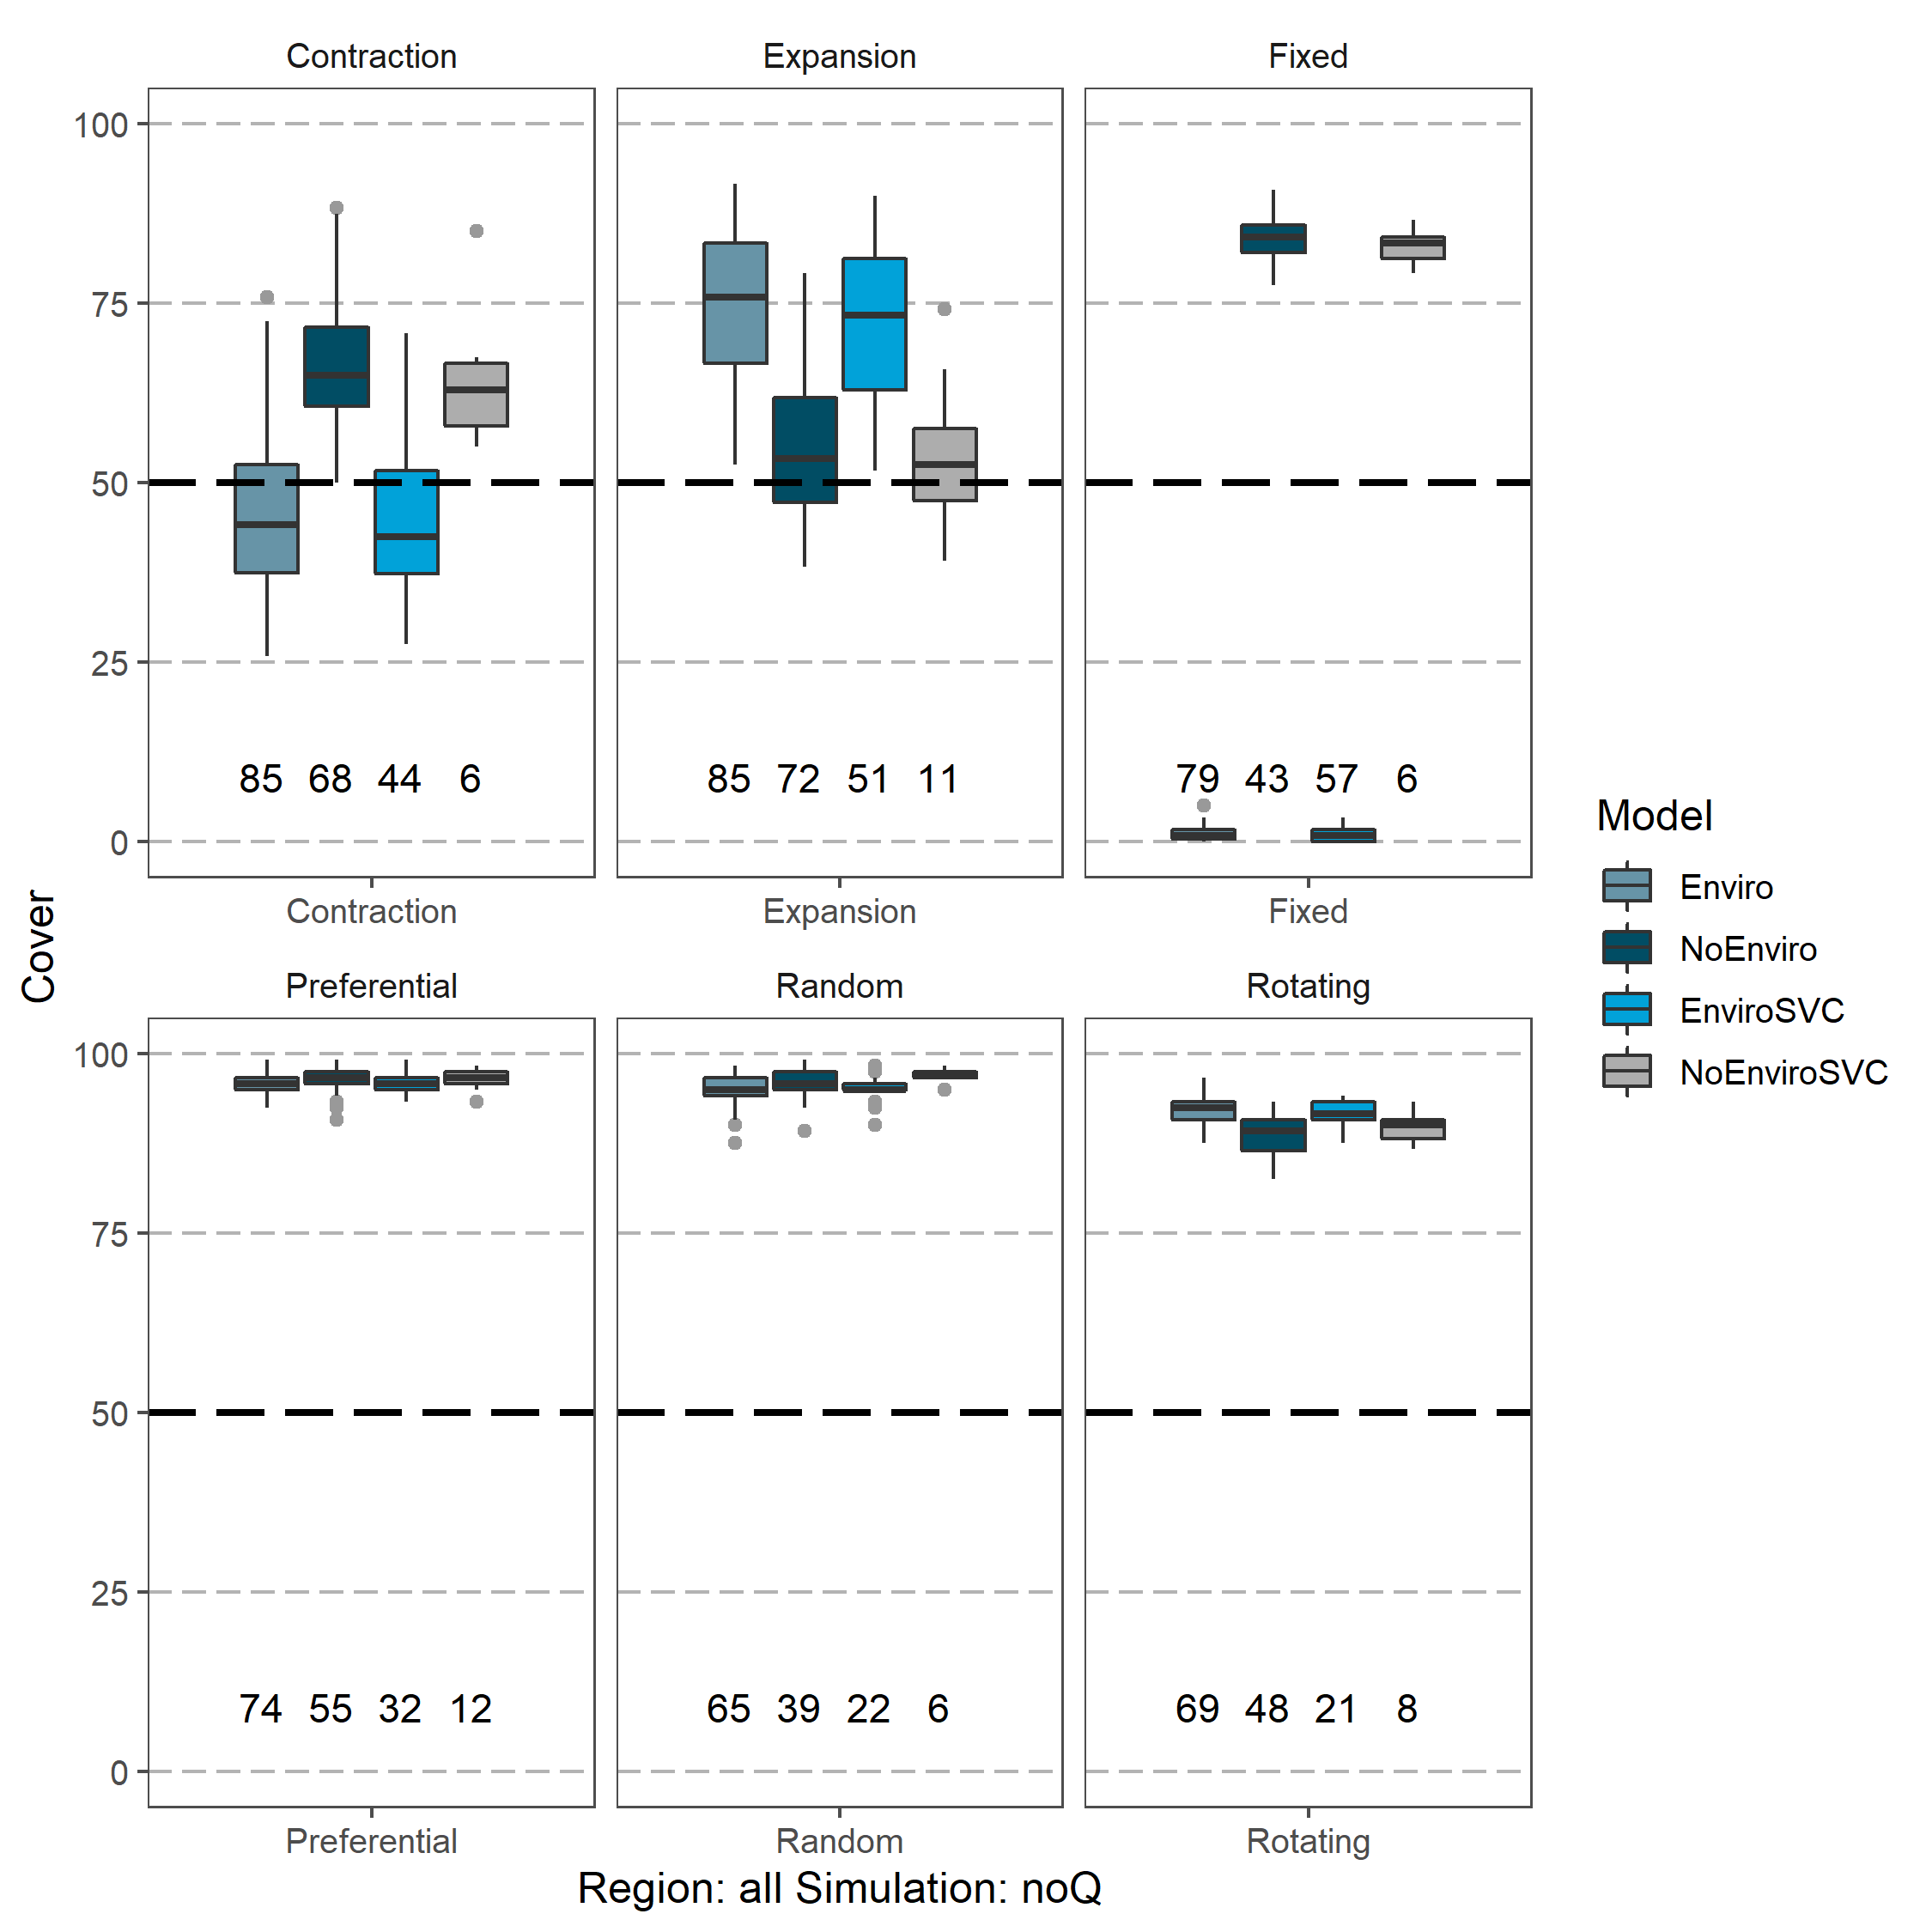 Contraction Expansion Fixed
100
75
50
25
85 68 44 6 85 72 51 11 79 43 57 6
0
Contraction Expansion Fixed
Cover
Preferential Random Rotating
100
75
50
25
74 55 32 12 65 39 22 6 69 48 21 8
0
Preferential Random Rotating
Region: all Simulation: noQ
Model
Enviro
NoEnviro
EnviroSVC
NoEnviroSVC